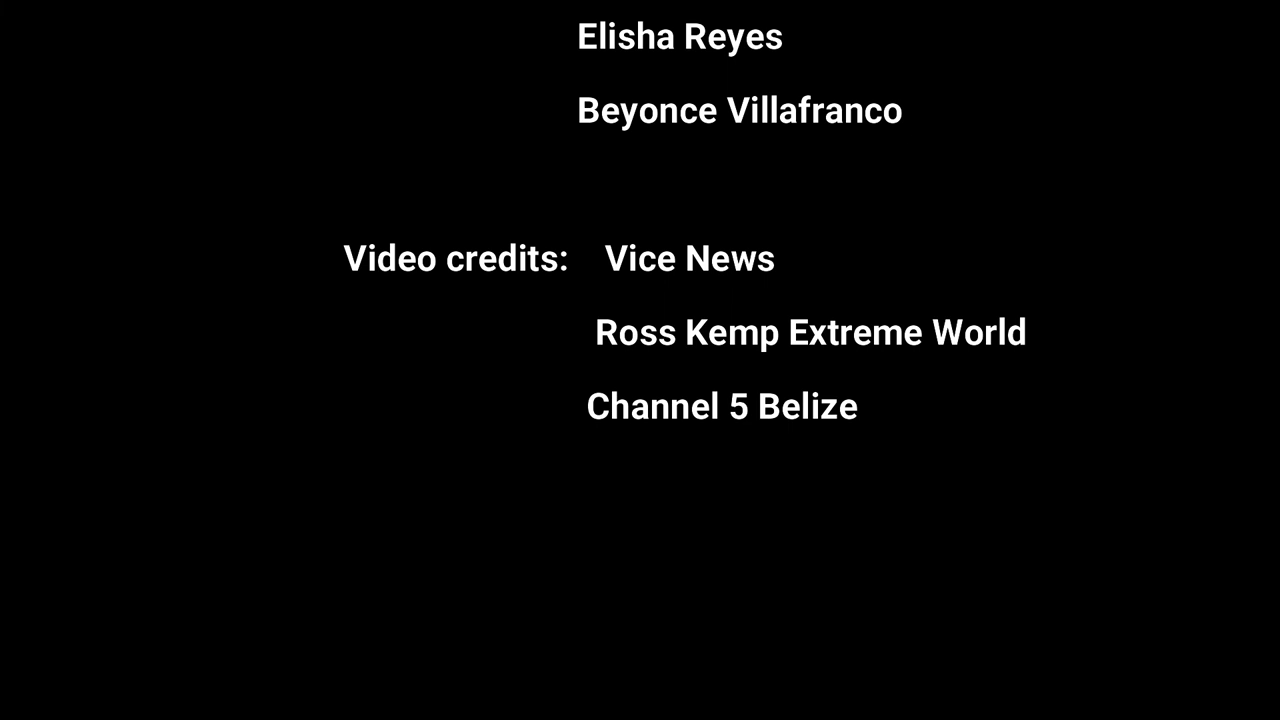 Elisha Reyes
Beyonce Villafranco
Video credits: Vice News
Ross Kemp Extreme World
Channel 5 Belize